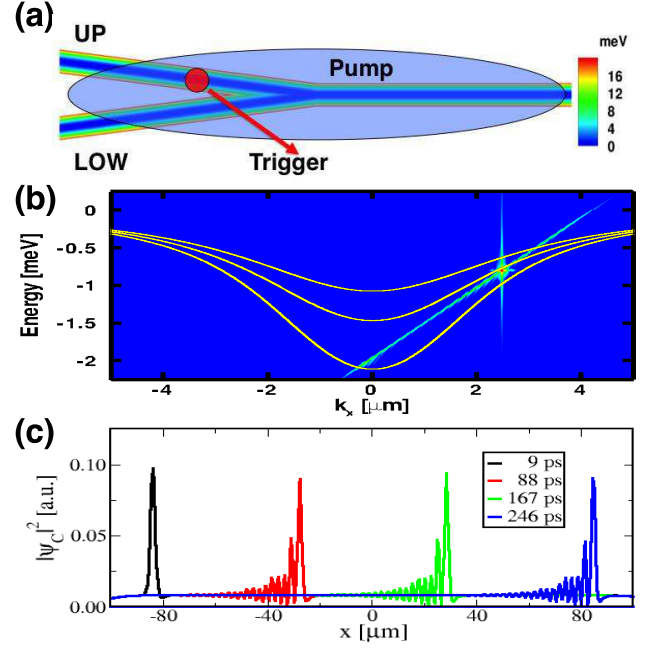 (a)
UP
Pump
LOW
Trigger
meV
16
12
8
4
0
(b)
Energy [meV]
0
-0.5
-1
-1.5
-2
-4
-2
0
2
4
kₓ [μm]
(c)
|ψ_C|² [a.u.]
0.10
0.05
0.00
9 ps
88 ps
167 ps
246 ps
-80
-40
0
40
80
x [μm]